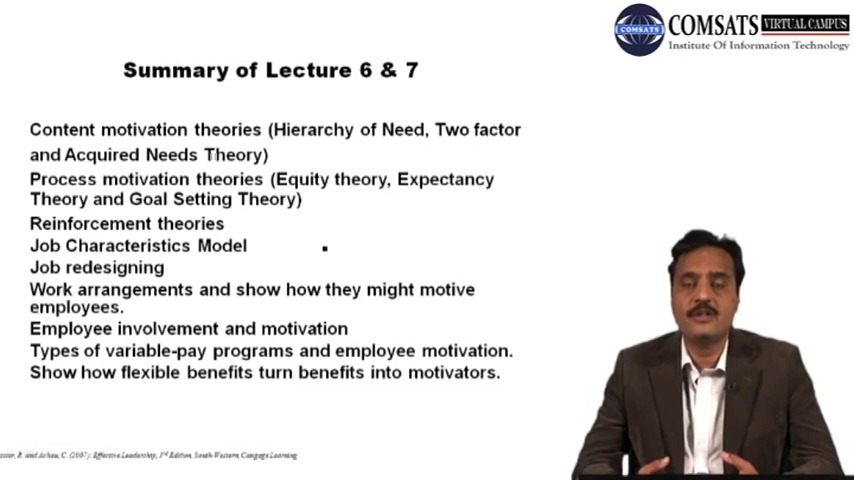 COMSATS
COMSATS VIRTUAL CAMPUS
Institute Of Information Technology
Summary of Lecture 6 & 7
Content motivation theories (Hierarchy of Need, Two factor
and Acquired Needs Theory)
Process motivation theories (Equity theory, Expectancy
Theory and Goal Setting Theory)
Reinforcement theories
Job Characteristics Model
Job redesigning
Work arrangements and show how they might motive
employees.
Employee involvement and motivation
Types of variable-pay programs and employee motivation.
Show how flexible benefits turn benefits into motivators.
R. and C. (2007): Effective Leadership, 3rd Edition, South-Western, Cengage Learning